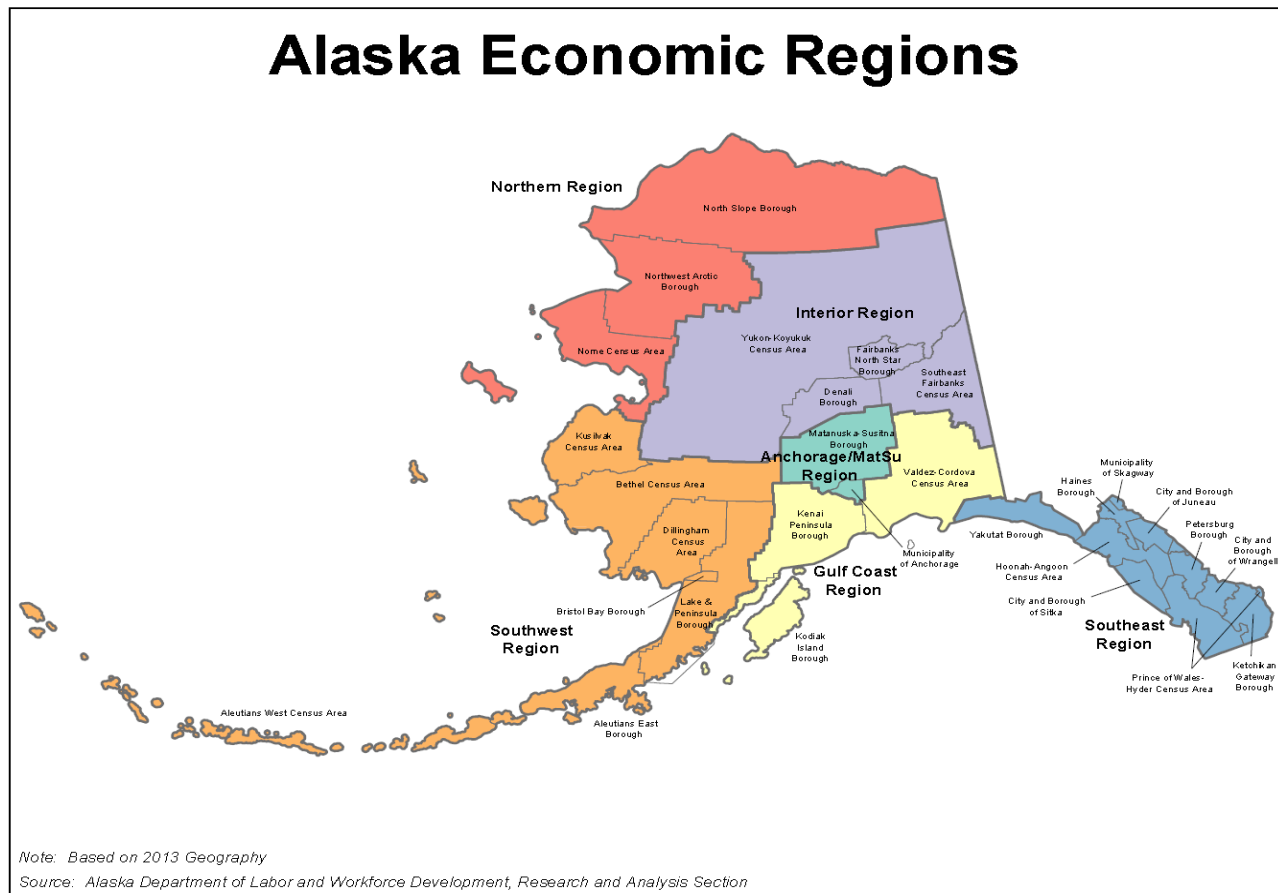 Alaska Economic Regions
Northern Region
North Slope Borough
Northwest Arctic
Borough
Nome Census Area
Interior Region
Yukon-Koyukuk
Census Area
Fairbanks
North Star
Borough
Southeast
Fairbanks
Census Area
Denali
Borough
Kusilvak
Census Area
Matanuska-Susitna
Borough
Anchorage/MatSu
Region
Bethel Census Area
Valdez-Cordova
Census Area
Municipality
of Skagway
Haines
Borough
City and Borough
of Juneau
Petersburg
Borough
City and
Borough
of Wrangell
Kenai
Peninsula
Borough
Dillingham
Census
Area
Yakutat Borough
Municipality
of Anchorage
Hoonah-Angoon
Census Area
Gulf Coast
Region
Bristol Bay Borough
Lake &
Peninsula
Borough
City and Borough
of Sitka
Southwest
Region
Kodiak
Island
Borough
Southeast
Region
Prince of Wales-
Hyder Census Area
Ketchikan
Gateway
Borough
Aleutians West Census Area
Aleutians East
Borough
Note: Based on 2013 Geography
Source: Alaska Department of Labor and Workforce Development, Research and Analysis Section